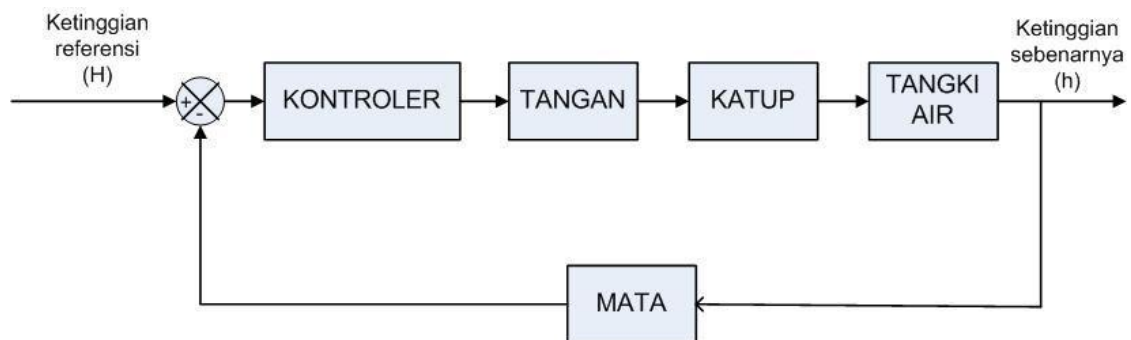 Ketinggian
referensi
(H)
+
-
KONTROLER
TANGAN
KATUP
TANGKI
AIR
Ketinggian
sebenarnya
(h)
MATA